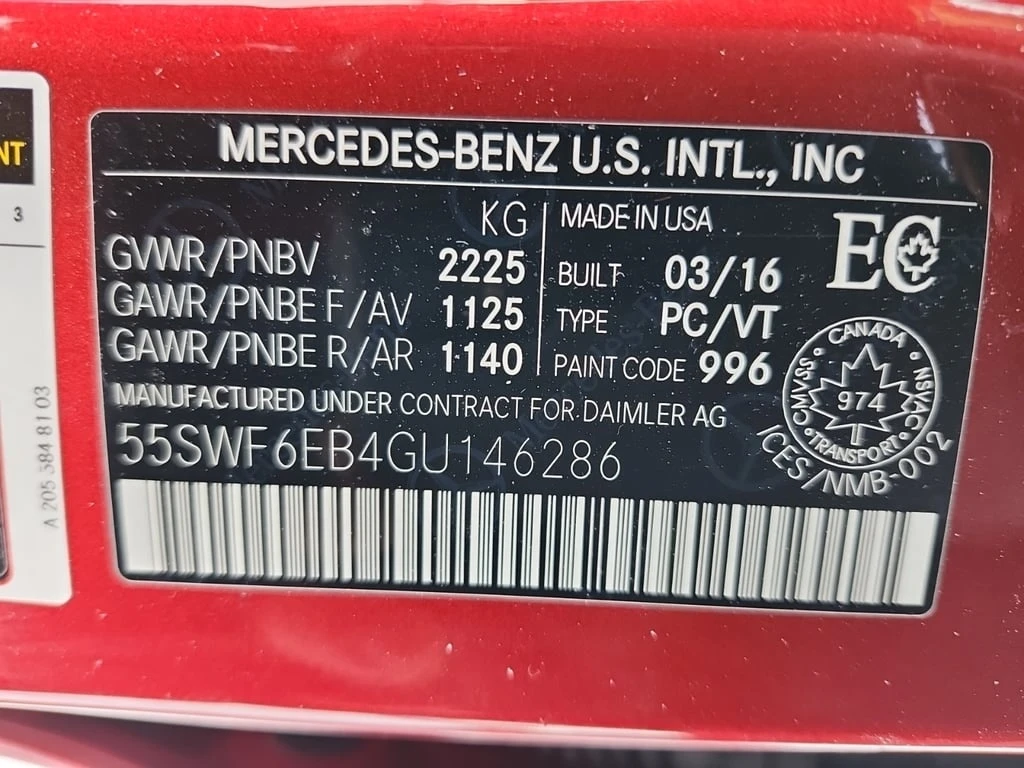 MERCEDES-BENZ U.S. INTL., INC
KG
GVWR/PNBV 2225
GAWR/PNBE F/AV 1125
GAWR/PNBE R/AR 1140
MADE IN USA
BUILT 03/16
TYPE PC/VT
PAINT CODE 996
EC
MANUFACTURED UNDER CONTRACT FOR DAIMLER AG
55SWF6EB4GU146286
CANADA
CMVSS • NSVAC
974
TRANSPORT
ICES/NMB-002
NT
3
A 205 584 81 03